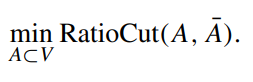 min RatioCut(A, Ā).
A⊂V